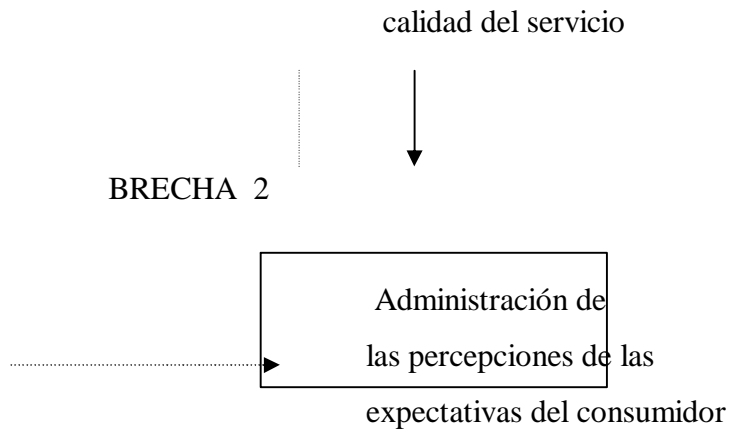 calidad del servicio
BRECHA 2
Administración de
las percepciones de las
expectativas del consumidor